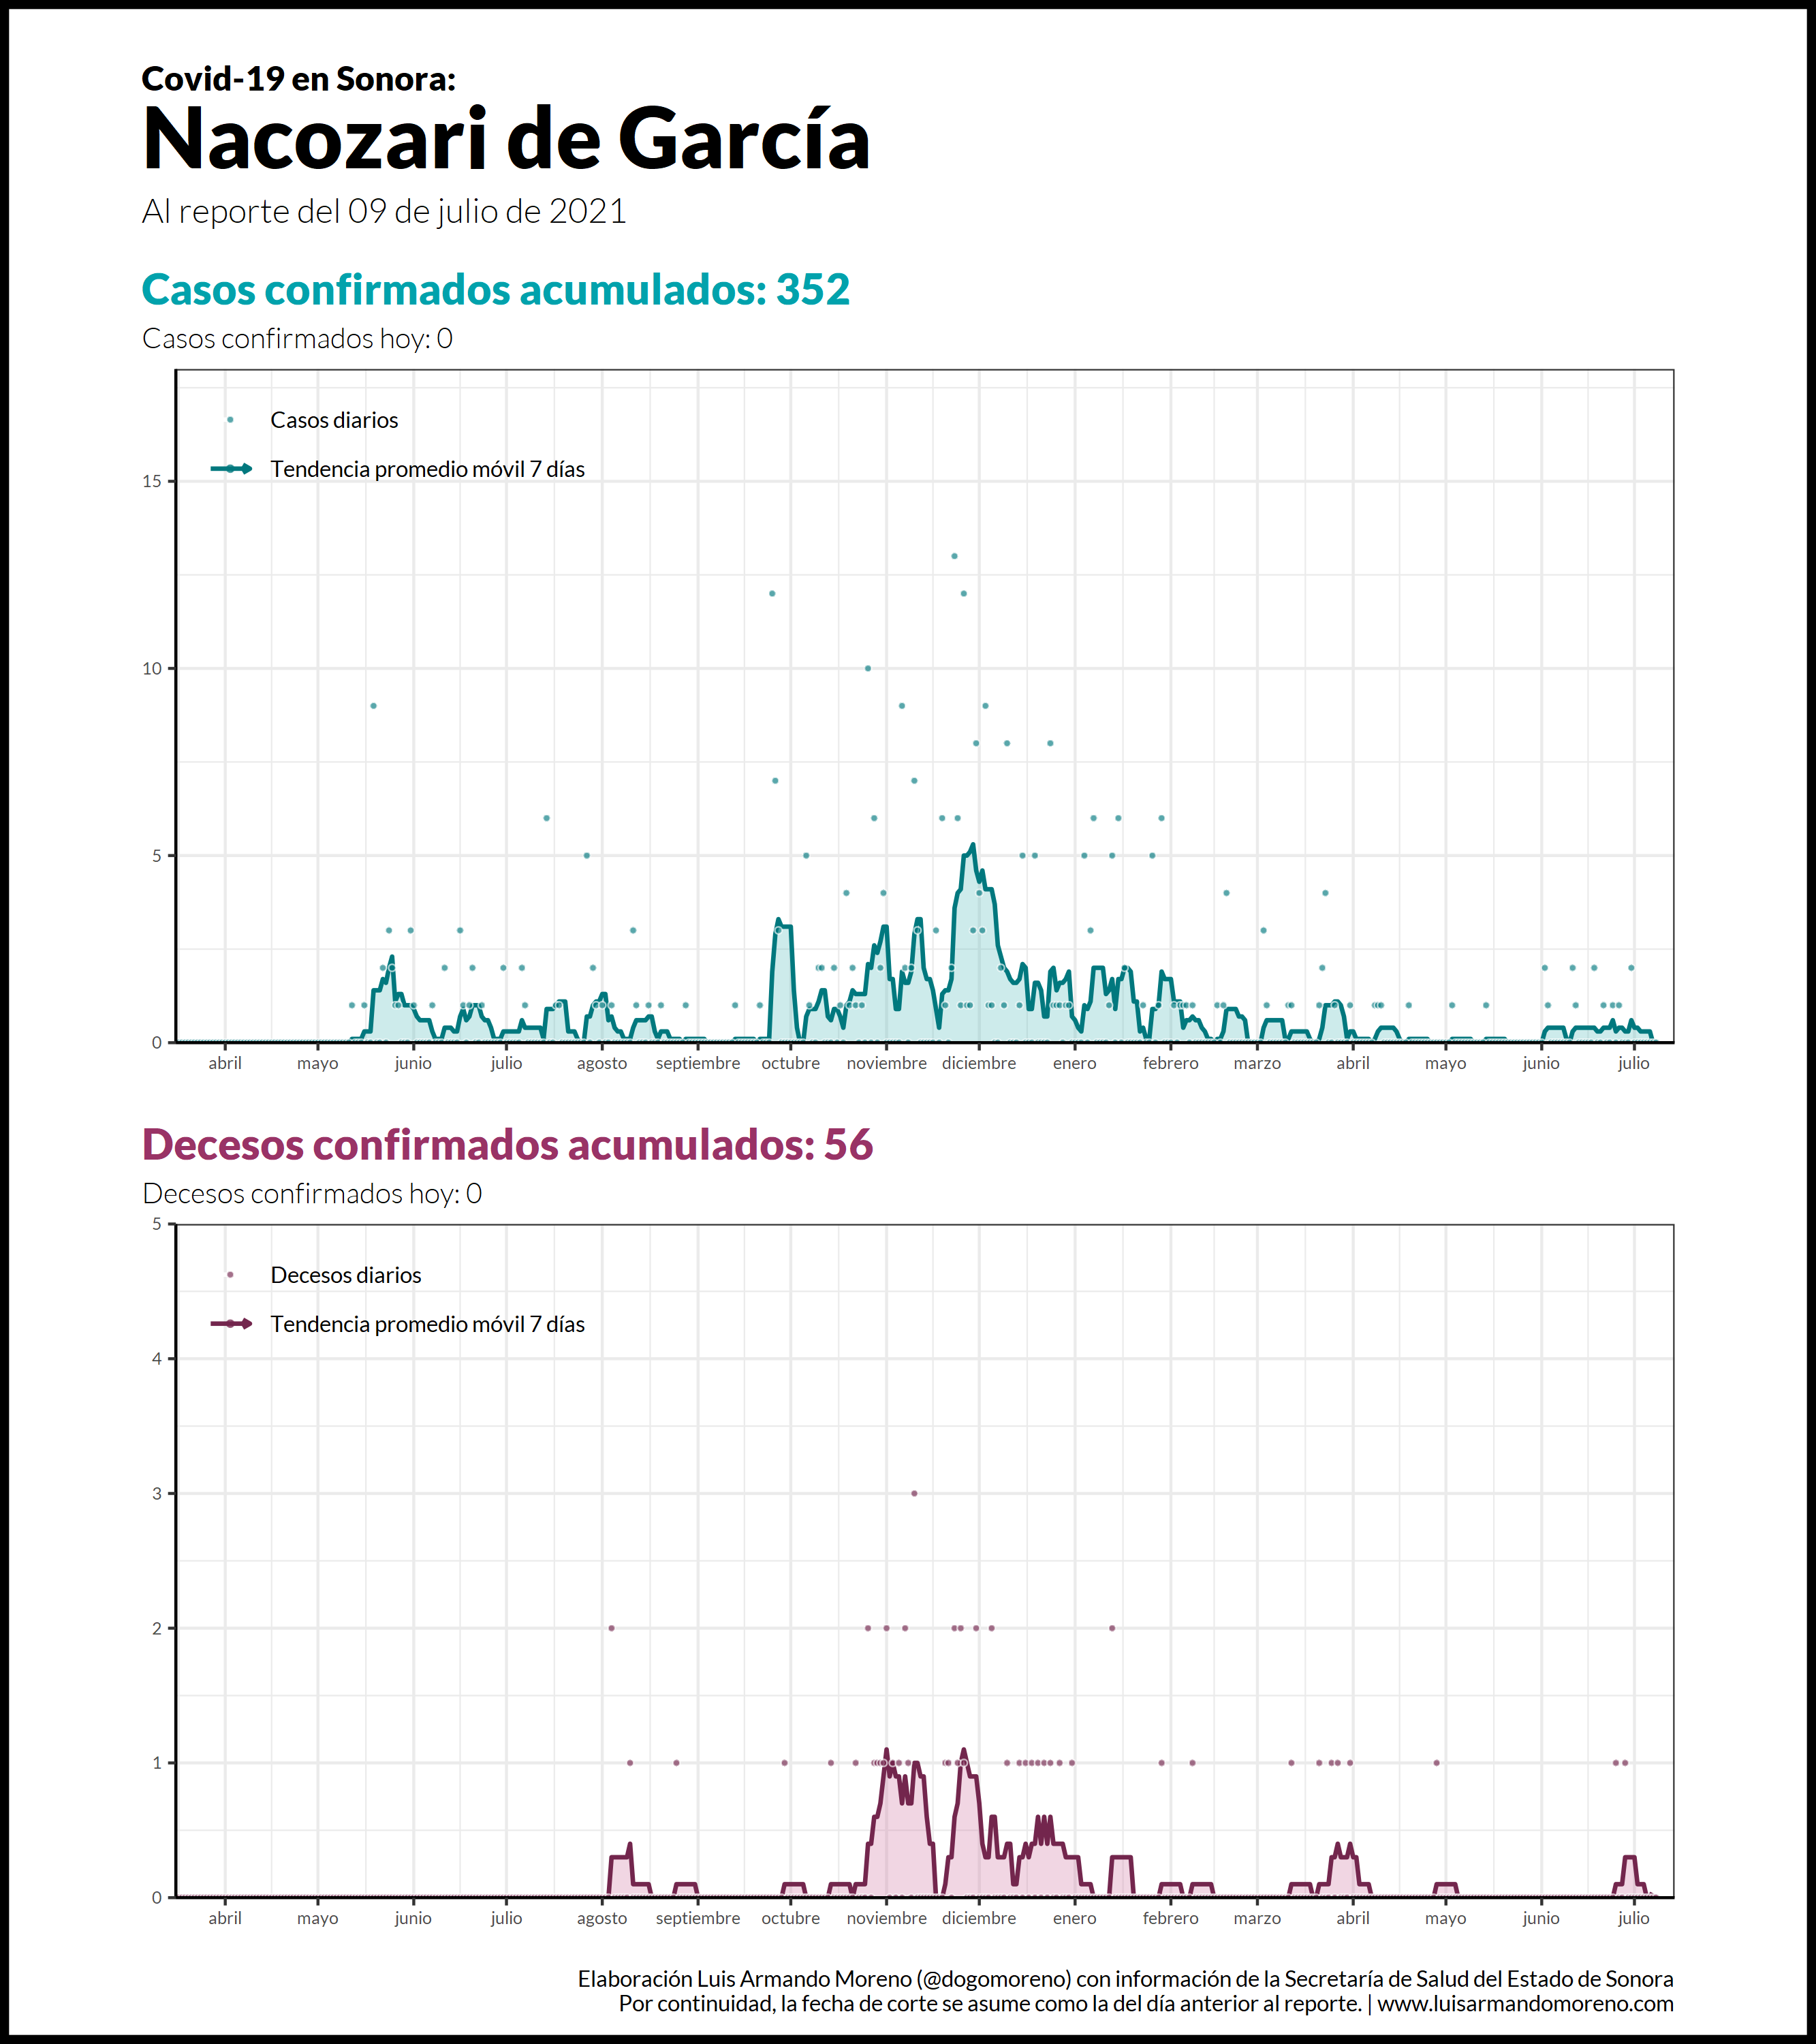 Covid-19 en Sonora:
Nacozari de García
Al reporte del 09 de julio de 2021
Casos confirmados acumulados: 352
Casos confirmados hoy: 0
Casos diarios
Tendencia promedio móvil 7 días
15
10
5
0
abril mayo junio julio agosto septiembre octubre noviembre diciembre enero febrero marzo abril mayo junio julio
Decesos confirmados acumulados: 56
Decesos confirmados hoy: 0
5
Decesos diarios
Tendencia promedio móvil 7 días
4
3
2
1
0
abril mayo junio julio agosto septiembre octubre noviembre diciembre enero febrero marzo abril mayo junio julio
Elaboración Luis Armando Moreno (@dogomoreno) con información de la Secretaría de Salud del Estado de Sonora
Por continuidad, la fecha de corte se asume como la del día anterior al reporte. | www.luisarmandomoreno.com